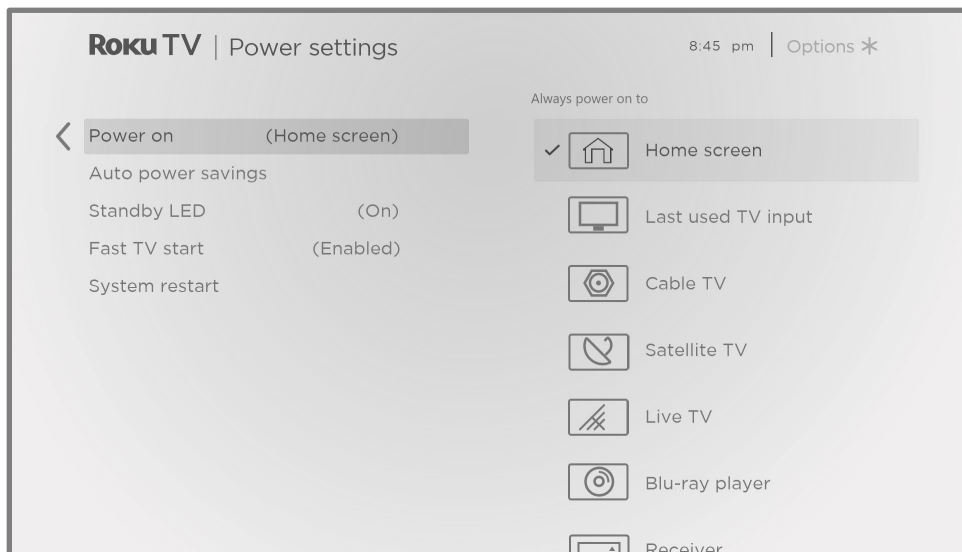 Roku TV | Power settings
8:45 pm | Options
Always power on to
Power on (Home screen)
Auto power savings
Standby LED (On)
Fast TV start (Enabled)
System restart
Home screen
Last used TV input
Cable TV
Satellite TV
Live TV
Blu-ray player
Receiver